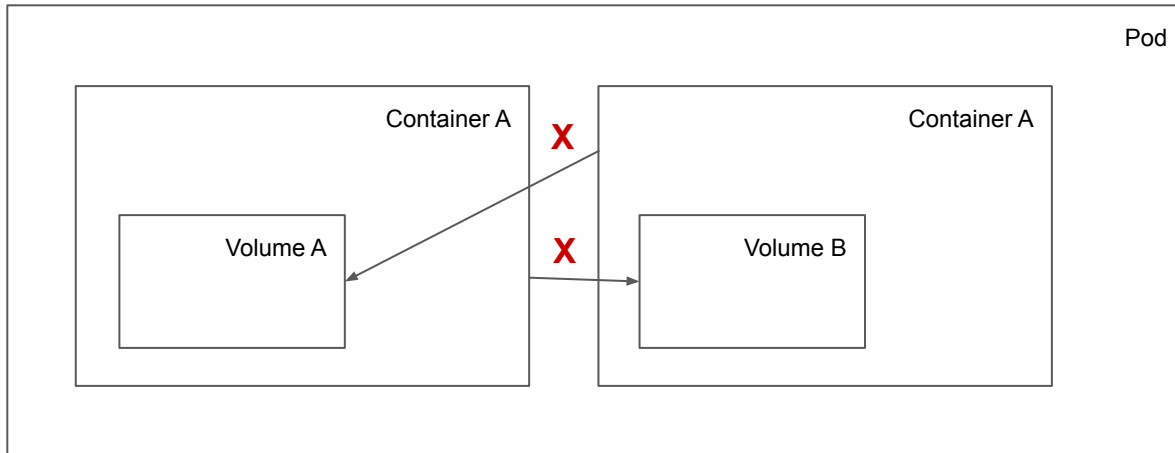 Pod
Container A
Container A
X
Volume A
X
Volume B